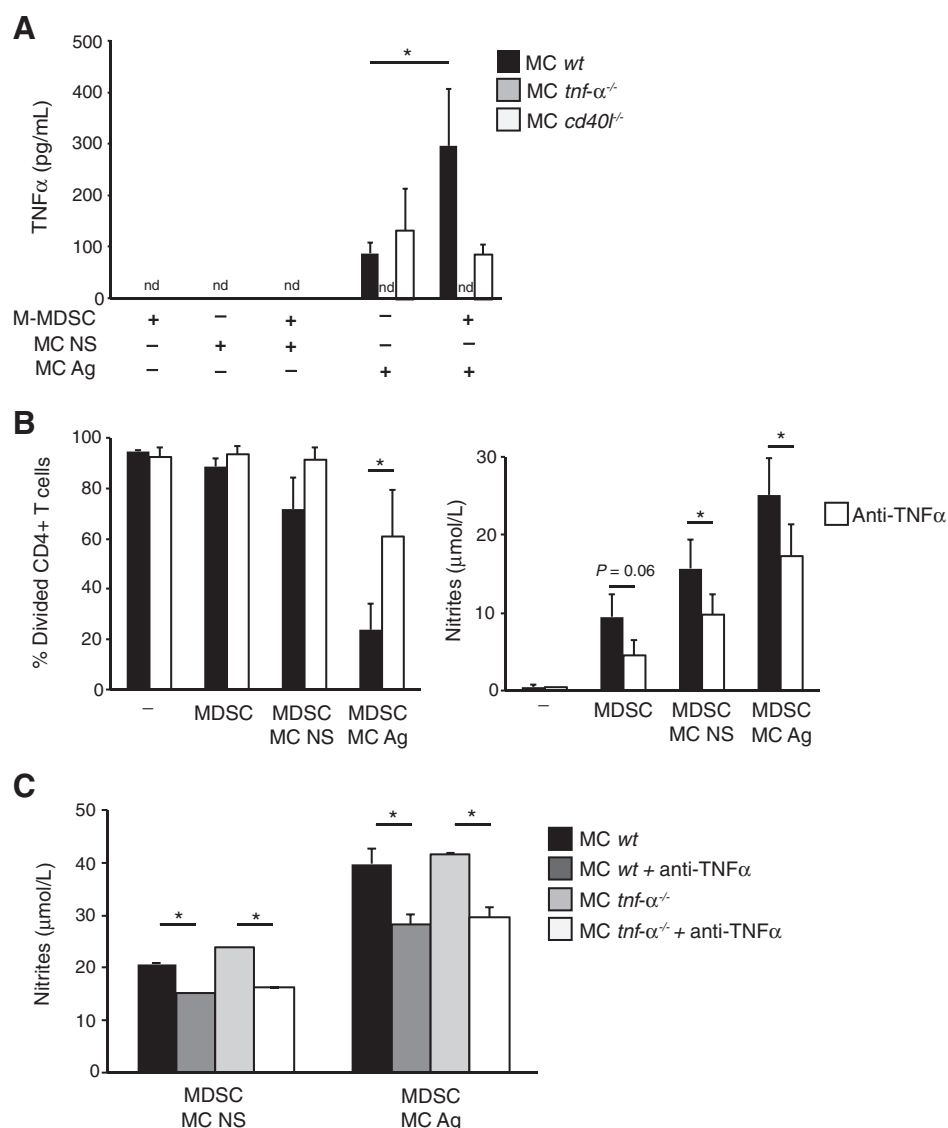 A
500
400
300
200
100
0
TNFα (pg/mL)
*
nd nd nd nd nd
MC wt
MC tnf-α-/-
MC cd40l-/-
M-MDSC + – + – +
MC NS – + + – –
MC Ag – – – + +
B
100
80
60
40
20
0
% Divided CD4+ T cells
*
– MDSC MDSC MDSC
MC NS MC Ag
30
20
10
0
Nitrites (μmol/L)
P = 0.06
*
*
– MDSC MDSC MDSC
MC NS MC Ag
Anti-TNFα
C
50
40
30
20
10
0
Nitrites (μmol/L)
* * * *
MDSC MDSC
MC NS MC Ag
MC wt
MC wt + anti-TNFα
MC tnf-α-/-
MC tnf-α-/- + anti-TNFα